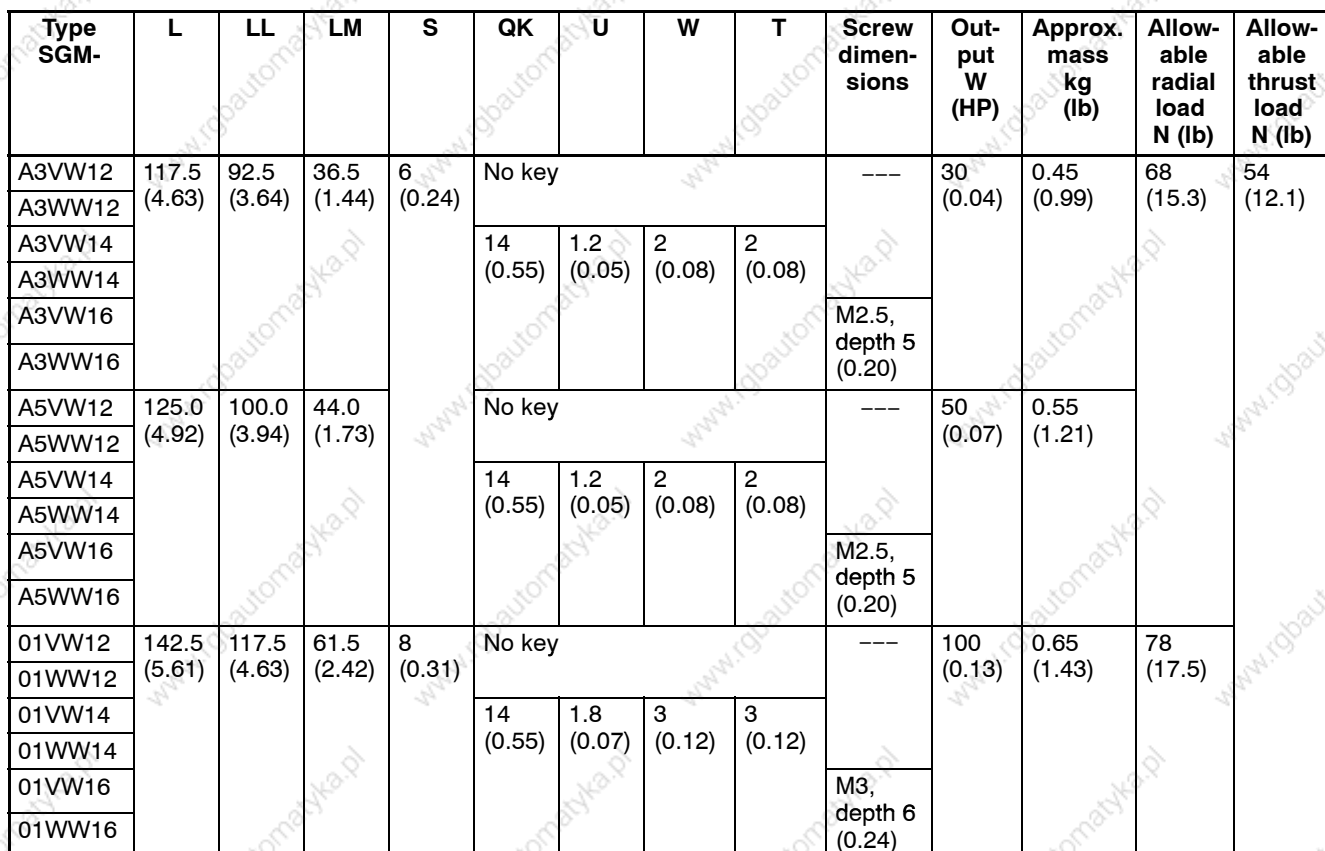 Type SGM- L LL LM S QK U W T Screw dimen- sions Out- put W (HP) Approx. mass kg (lb) Allow- able radial load N (lb) Allow- able thrust load N (lb)
A3VW12 117.5 (4.63) 92.5 (3.64) 36.5 (1.44) 6 (0.24) No key −−− 30 (0.04) 0.45 (0.99) 68 (15.3) 54 (12.1)
A3WW12
A3VW14 14 (0.55) 1.2 (0.05) 2 (0.08) 2 (0.08)
A3WW14
A3VW16 M2.5, depth 5 (0.20)
A3WW16
A5VW12 125.0 (4.92) 100.0 (3.94) 44.0 (1.73) No key −−− 50 (0.07) 0.55 (1.21)
A5WW12
A5VW14 14 (0.55) 1.2 (0.05) 2 (0.08) 2 (0.08)
A5WW14
A5VW16 M2.5, depth 5 (0.20)
A5WW16
01VW12 142.5 (5.61) 117.5 (4.63) 61.5 (2.42) 8 (0.31) No key −−− 100 (0.13) 0.65 (1.43) 78 (17.5)
01WW12
01VW14 14 (0.55) 1.8 (0.07) 3 (0.12) 3 (0.12)
01WW14
01VW16 M3, depth 6 (0.24)
01WW16
www.rgbautomatyka.pl